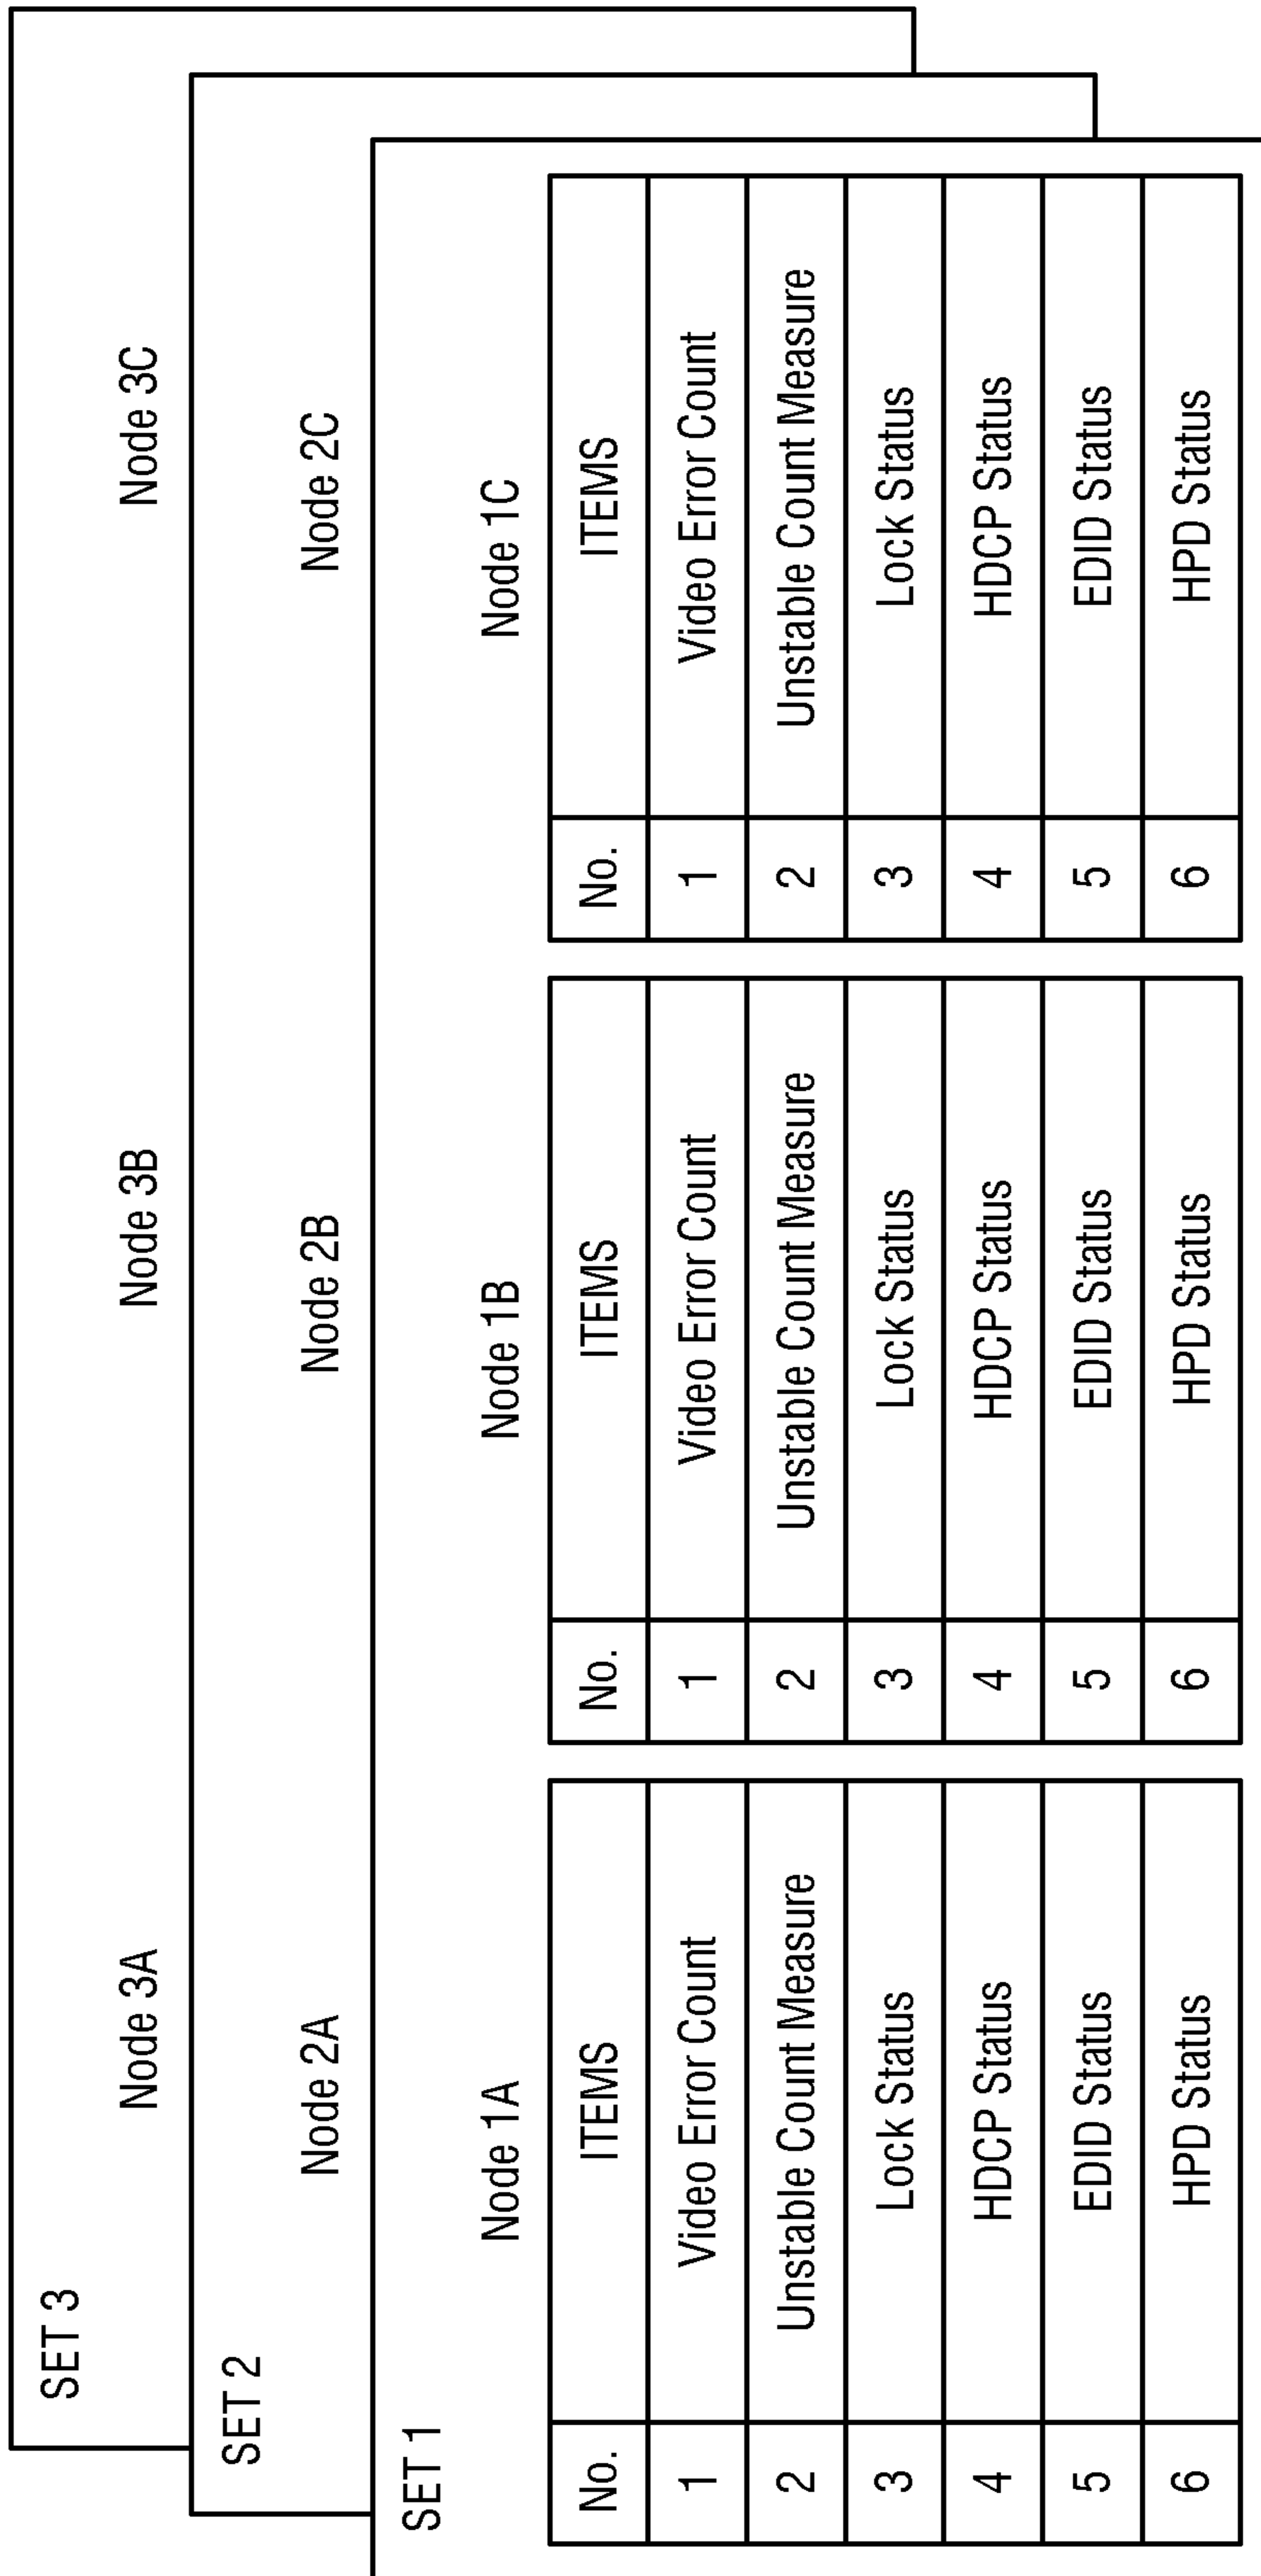 SET 3
Node 3A Node 3B Node 3C
SET 2
Node 2A Node 2B Node 2C
SET 1
Node 1A Node 1B Node 1C
No. ITEMS No. ITEMS No. ITEMS
1 Video Error Count 1 Video Error Count 1 Video Error Count
2 Unstable Count Measure 2 Unstable Count Measure 2 Unstable Count Measure
3 Lock Status 3 Lock Status 3 Lock Status
4 HDCP Status 4 HDCP Status 4 HDCP Status
5 EDID Status 5 EDID Status 5 EDID Status
6 HPD Status 6 HPD Status 6 HPD Status